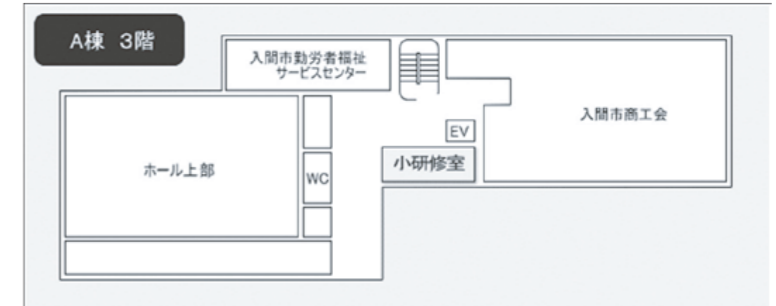 A棟 3階
入間市勤労者福祉
サービスセンター
入間市商工会
EV
小研修室
ホール上部
WC